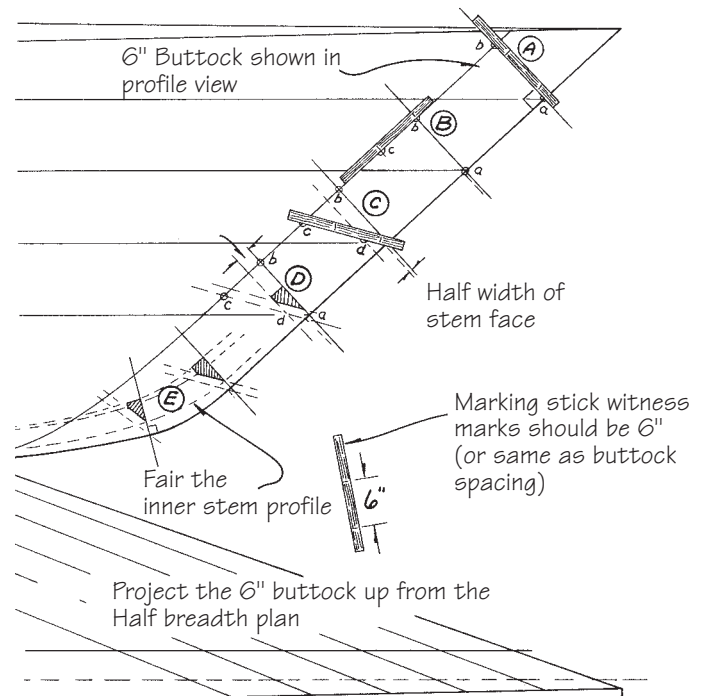 6" Buttock shown in
profile view
A
b
a
B
b
c
a
b
C
c
d
b
D
c
d
a
Half width of
stem face
E
Marking stick witness
marks should be 6"
(or same as buttock
spacing)
Fair the
inner stem profile
6"
Project the 6" buttock up from the
Half breadth plan